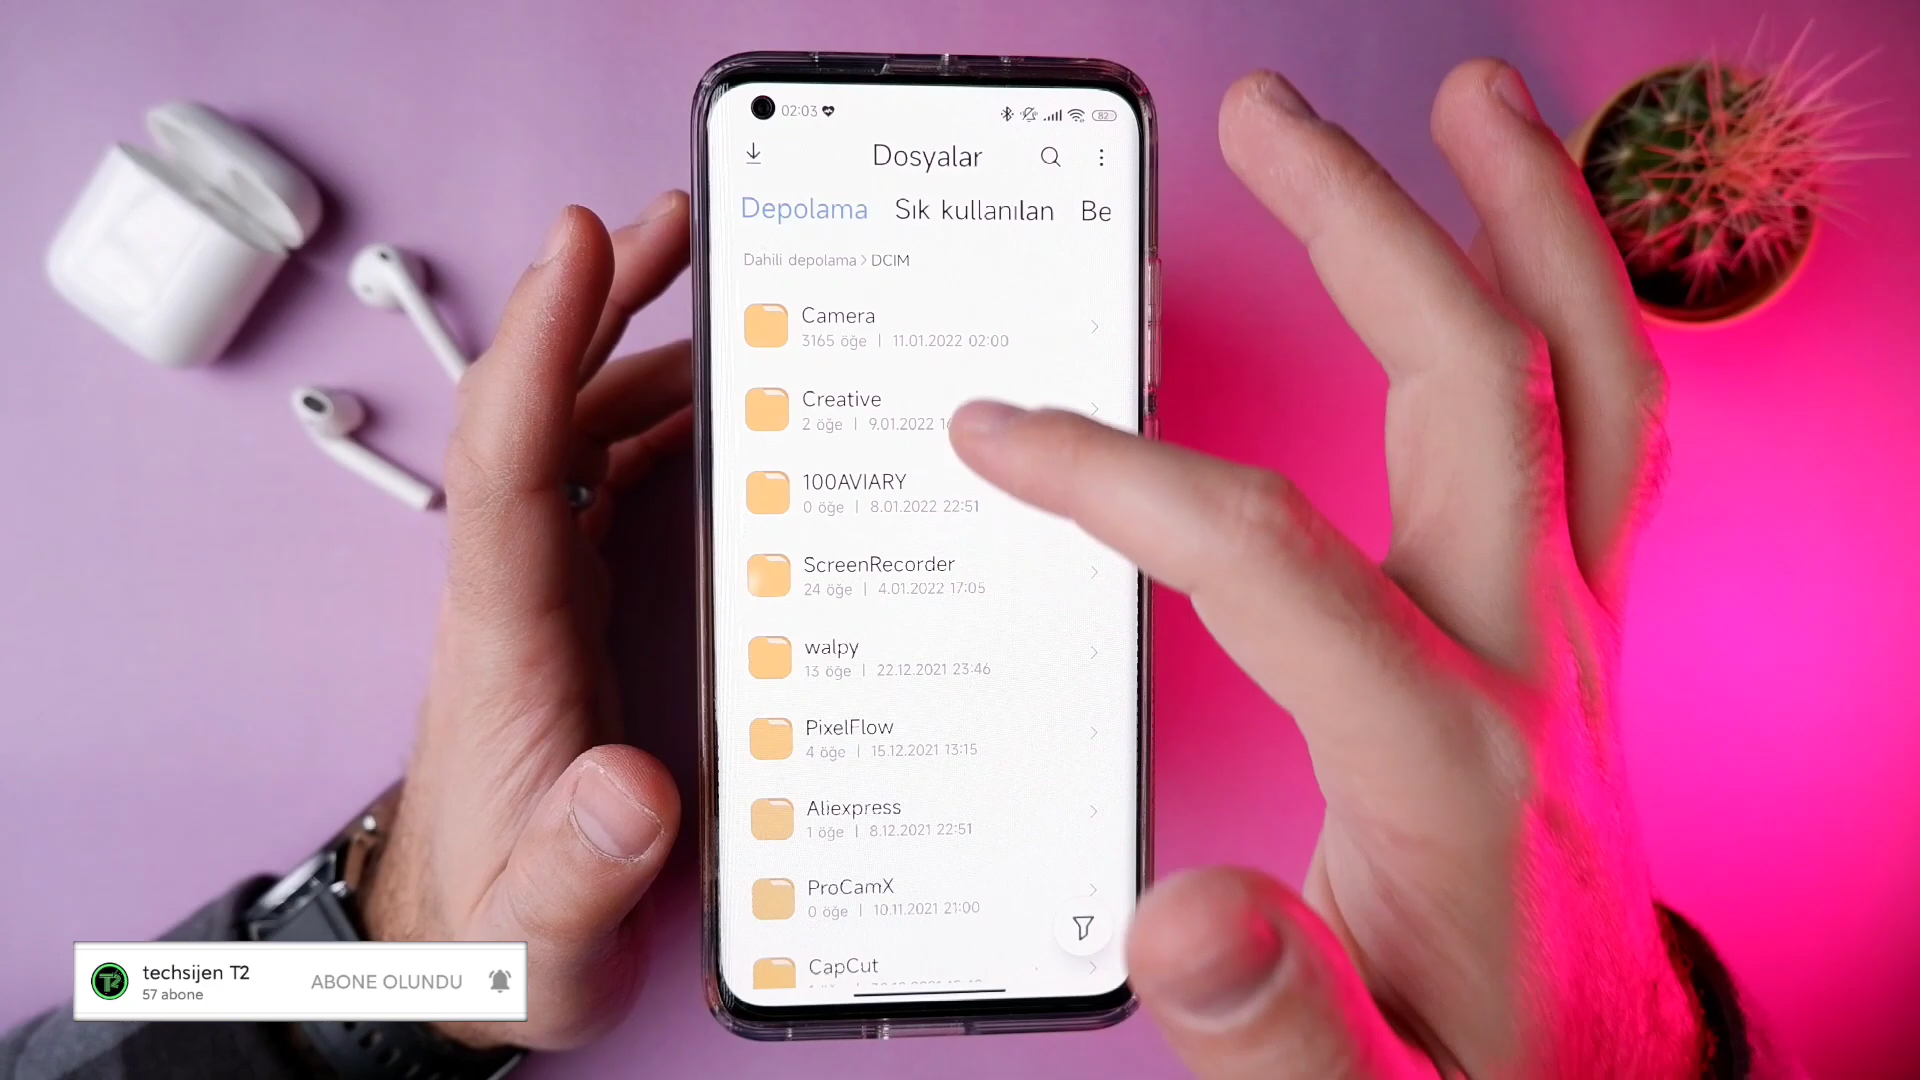 02:03
82
Dosyalar
Depolama Sık kullanılan Be
Dahili depolama > DCIM
Camera
3165 öğe | 11.01.2022 02:00
Creative
2 öğe | 9.01.2022
100AVIARY
0 öğe | 8.01.2022 22:51
ScreenRecorder
24 öğe | 4.01.2022 17:05
walpy
13 öğe | 22.12.2021 23:46
PixelFlow
4 öğe | 15.12.2021 13:15
Aliexpress
1 öğe | 8.12.2021 22:51
ProCamX
0 öğe | 10.11.2021 21:00
CapCut
techsijen T2
57 abone
ABONE OLUNDU